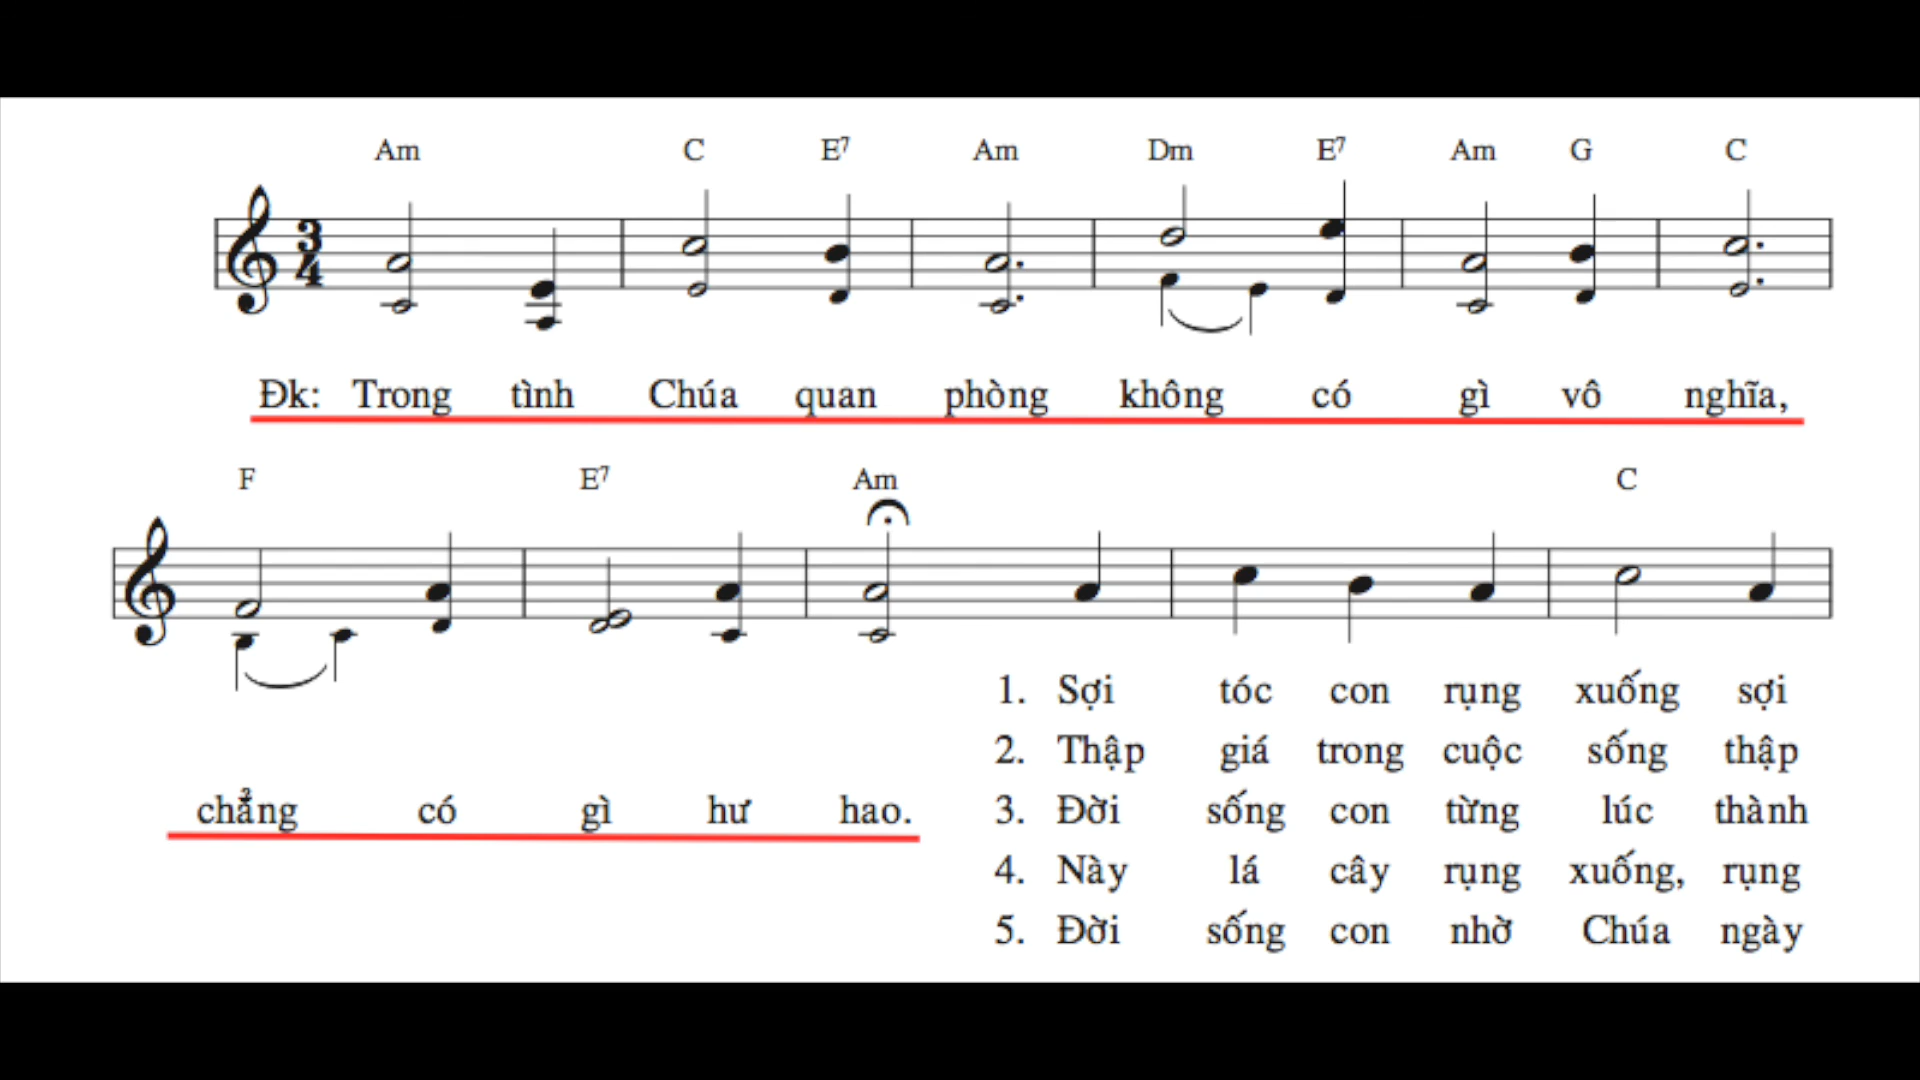 Am C E7 Am Dm E7 Am G C
3
4
Đk: Trong tình Chúa quan phòng không có gì vô nghĩa,
F E7 Am C
chẳng có gì hư hao.
1. Sợi tóc con rụng xuống sợi
2. Thập giá trong cuộc sống thập
3. Đời sống con từng lúc thành
4. Này lá cây rụng xuống, rụng
5. Đời sống con nhờ Chúa ngày